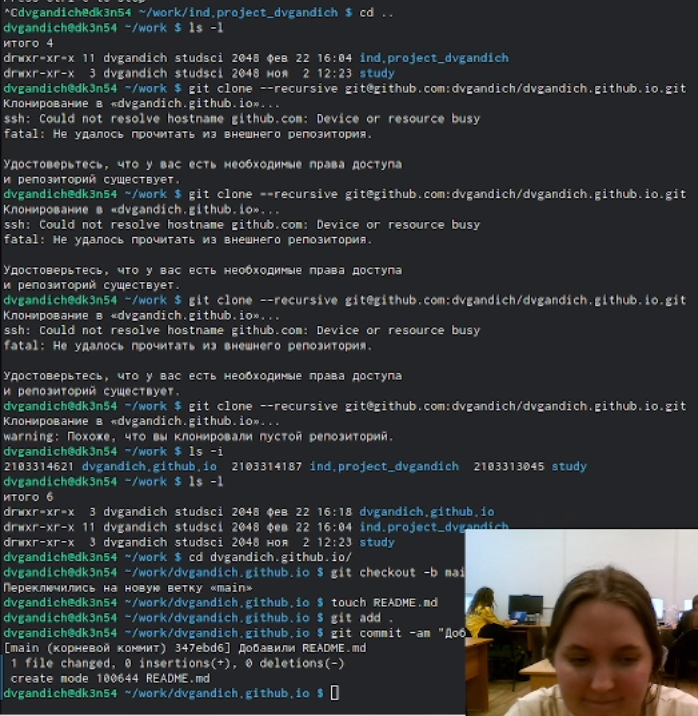 ^Cdvgandich@dk3n54 ~/work/ind.project_dvgandich $ cd ..
dvgandich@dk3n54 ~/work $ ls -l
итого 4
drwxr-xr-x 11 dvgandich studsci 2048 фев 22 16:04 ind.project_dvgandich
drwxr-xr-x 3 dvgandich studsci 2048 ноя 2 12:23 study
dvgandich@dk3n54 ~/work $ git clone --recursive git@github.com:dvgandich/dvgandich.github.io.git
Клонирование в «dvgandich.github.io»...
ssh: Could not resolve hostname github.com: Device or resource busy
fatal: Не удалось прочитать из внешнего репозитория.
Удостоверьтесь, что у вас есть необходимые права доступа
и репозиторий существует.
dvgandich@dk3n54 ~/work $ git clone --recursive git@github.com:dvgandich/dvgandich.github.io.git
Клонирование в «dvgandich.github.io»...
ssh: Could not resolve hostname github.com: Device or resource busy
fatal: Не удалось прочитать из внешнего репозитория.
Удостоверьтесь, что у вас есть необходимые права доступа
и репозиторий существует.
dvgandich@dk3n54 ~/work $ git clone --recursive git@github.com:dvgandich/dvgandich.github.io.git
Клонирование в «dvgandich.github.io»...
ssh: Could not resolve hostname github.com: Device or resource busy
fatal: Не удалось прочитать из внешнего репозитория.
Удостоверьтесь, что у вас есть необходимые права доступа
и репозиторий существует.
dvgandich@dk3n54 ~/work $ git clone --recursive git@github.com:dvgandich/dvgandich.github.io.git
Клонирование в «dvgandich.github.io»...
warning: Похоже, что вы клонировали пустой репозиторий.
dvgandich@dk3n54 ~/work $ ls -i
2103314621 dvgandich.github.io 2103314187 ind.project_dvgandich 2103313045 study
dvgandich@dk3n54 ~/work $ ls -l
итого 6
drwxr-xr-x 3 dvgandich studsci 2048 фев 22 16:18 dvgandich.github.io
drwxr-xr-x 11 dvgandich studsci 2048 фев 22 16:04 ind.project_dvgandich
drwxr-xr-x 3 dvgandich studsci 2048 ноя 2 12:23 study
dvgandich@dk3n54 ~/work $ cd dvgandich.github.io/
dvgandich@dk3n54 ~/work/dvgandich.github.io $ git checkout -b mai
Переключились на новую ветку «main»
dvgandich@dk3n54 ~/work/dvgandich.github.io $ touch README.md
dvgandich@dk3n54 ~/work/dvgandich.github.io $ git add .
dvgandich@dk3n54 ~/work/dvgandich.github.io $ git commit -am "Доб
[main (корневой коммит) 347ebd6] Добавили README.md
1 file changed, 0 insertions(+), 0 deletions(-)
create mode 100644 README.md
dvgandich@dk3n54 ~/work/dvgandich.github.io $